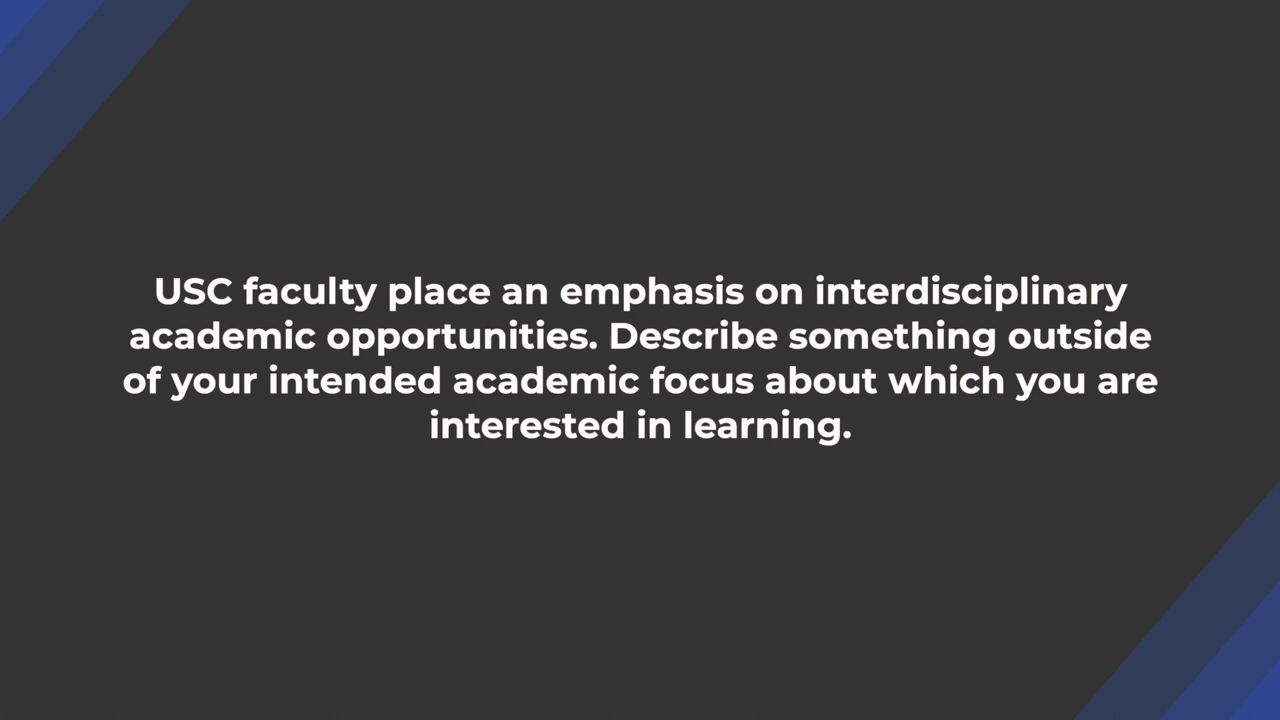 USC faculty place an emphasis on interdisciplinary
academic opportunities. Describe something outside
of your intended academic focus about which you are
interested in learning.